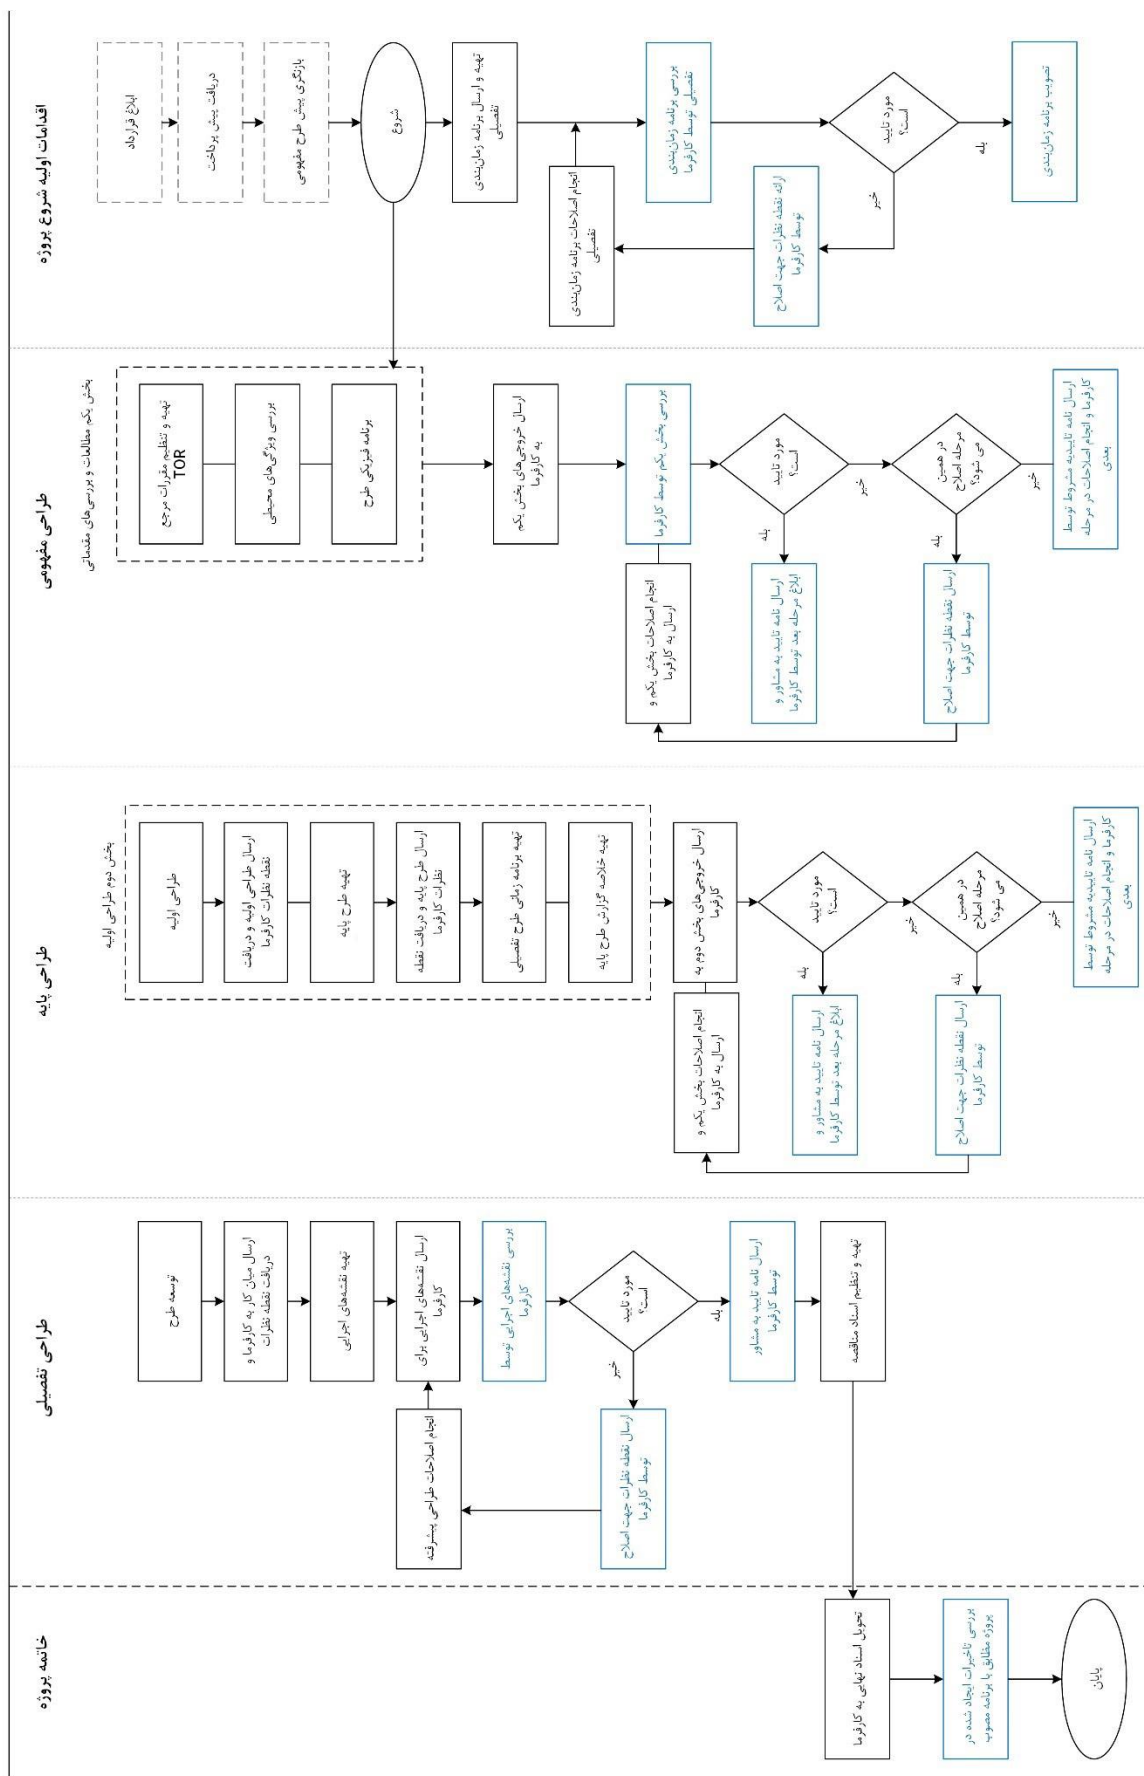 اقدامات اولیه شروع پروژه
ابلاغ قرارداد
دریافت پیش پرداخت
بازنگری پیش طرح مفهومی
شروع
تهیه و ارسال برنامه زمان‌بندی
تفصیلی
انجام اصلاحات برنامه زمان‌بندی
تفصیلی
بررسی برنامه زمان‌بندی
تفصیلی توسط کارفرما
ارائه نقطه نظرات جهت اصلاح
توسط کارفرما
مورد تایید
است؟
خیر
بله
تصویب برنامه زمان‌بندی
طراحی مفهومی
بخش یکم مطالعات و بررسی‌های مقدماتی
تهیه و تنظیم مقررات مرجع
TOR
بررسی ویژگی‌های محیطی
برنامه فیزیکی طرح
ارسال خروجی‌های بخش یکم
به کارفرما
بررسی بخش یکم توسط کارفرما
انجام اصلاحات بخش یکم و
ارسال به کارفرما
مورد تایید
است؟
بله
ارسال نامه تایید به مشاور و
ابلاغ مرحله بعد توسط کارفرما
خیر
در همین
مرحله اصلاح
می شود؟
بله
ارسال نقطه نظرات جهت اصلاح
توسط کارفرما
خیر
ارسال نامه تاییدیه مشروط توسط
کارفرما و انجام اصلاحات در مرحله
بعدی
طراحی پایه
بخش دوم طراحی اولیه
طراحی اولیه
ارسال طراحی اولیه و دریافت
نقطه نظرات کارفرما
تهیه طرح پایه
ارسال طرح پایه و دریافت نقطه
نظرات کارفرما
تهیه برنامه زمانی طرح تفصیلی
تهیه خلاصه گزارش طرح پایه
ارسال خروجی‌های بخش دوم به
کارفرما
انجام اصلاحات بخش یکم و
ارسال به کارفرما
مورد تایید
است؟
بله
ارسال نامه تایید به مشاور و
ابلاغ مرحله بعد توسط کارفرما
خیر
در همین
مرحله اصلاح
می شود؟
بله
ارسال نقطه نظرات جهت اصلاح
توسط کارفرما
خیر
ارسال نامه تایید به مشروط توسط
کارفرما و انجام اصلاحات در مرحله
بعدی
طراحی تفصیلی
توسعه طرح
ارسال میان کار به کارفرما و
دریافت نقطه نظرات
تهیه نقشه‌های اجرایی
ارسال نقشه‌های اجرایی برای
کارفرما
انجام اصلاحات طراحی پیشرفته
بررسی نقشه‌های اجرایی توسط
کارفرما
مورد تایید
است؟
خیر
ارسال نقطه نظرات جهت اصلاح
توسط کارفرما
بله
ارسال نامه تایید به مشاور
توسط کارفرما
تهیه و تنظیم اسناد مناقصه
خاتمه پروژه
تحویل اسناد نهایی به کارفرما
بررسی تاخیرات ایجاد شده در
پروژه مطابق با برنامه مصوب
پایان